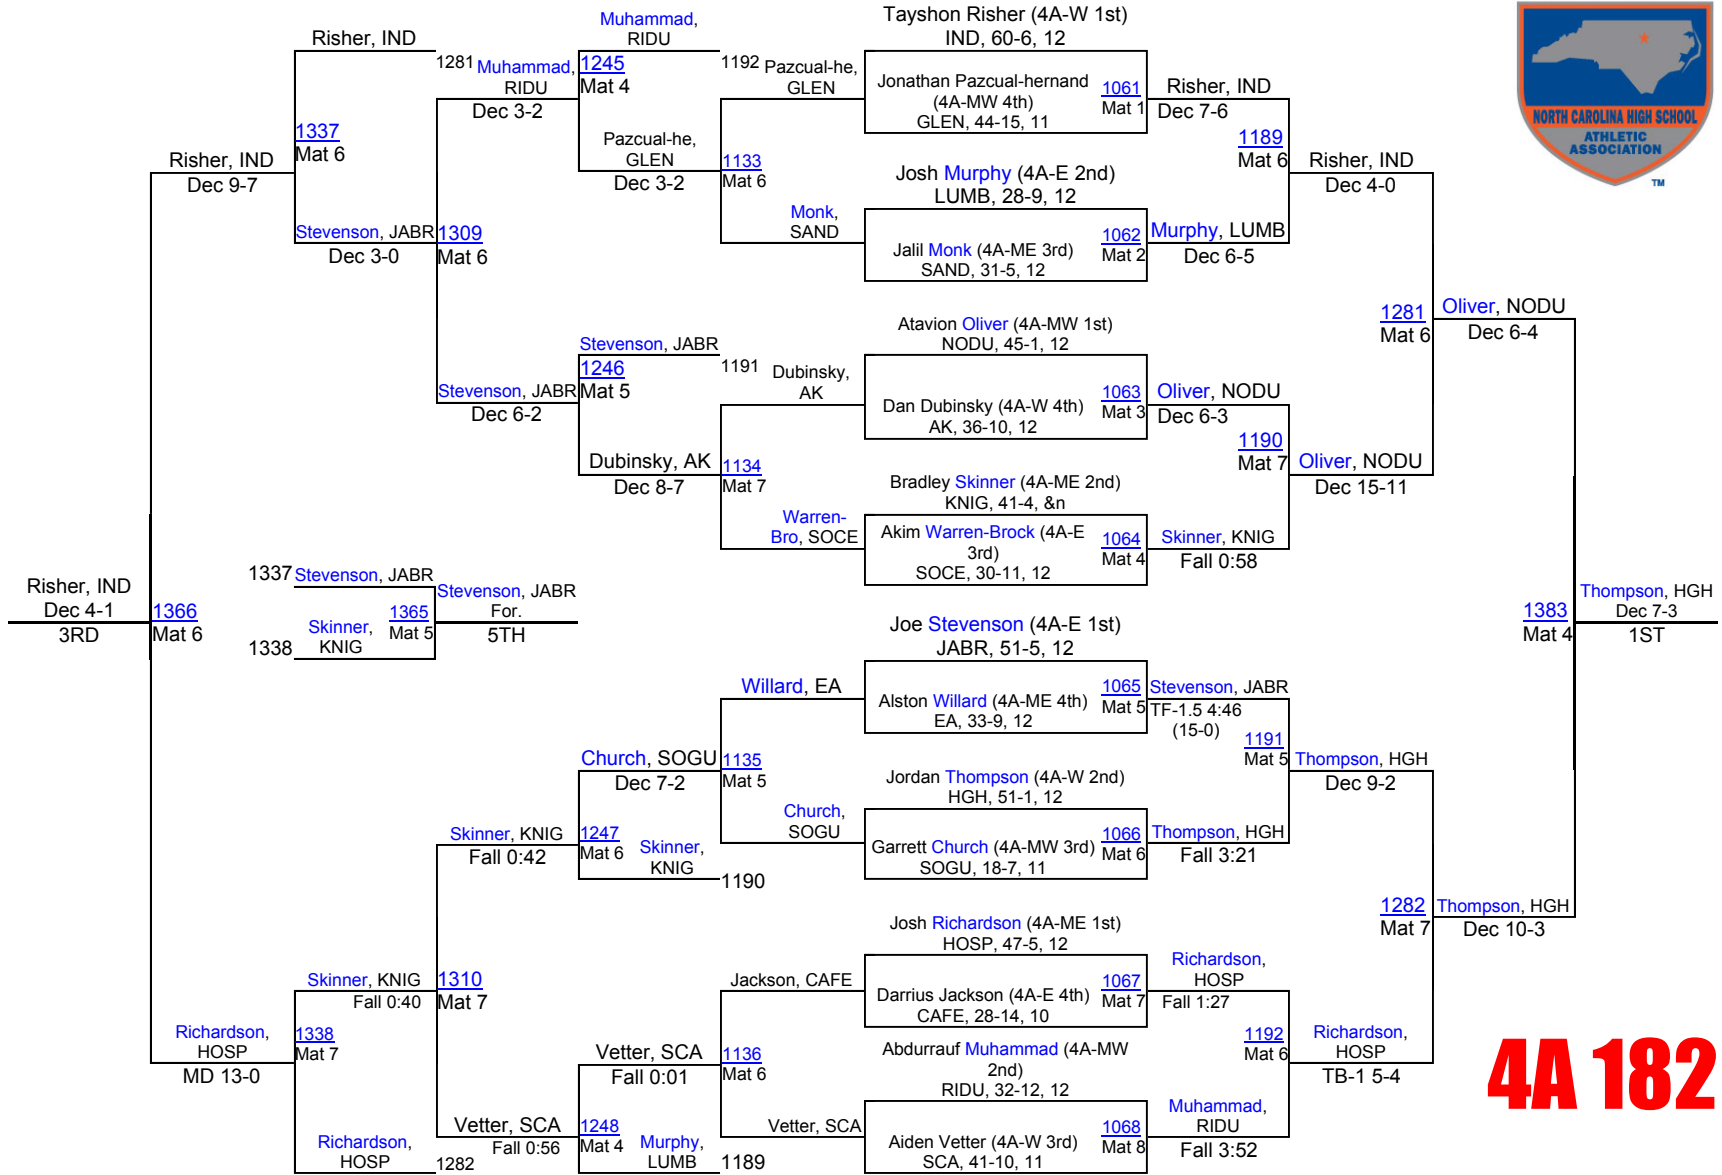 Risher, IND
1281
1337
Mat 6
Risher, IND
Dec 9-7
Stevenson, JABR
Dec 3-0
1309
Mat 6
Muhammad,
RIDU
Dec 3-2
Muhammad,
RIDU
1192
1245
Mat 4
Pazcual-he,
GLEN
Dec 3-2
Pazcual-he,
GLEN
1133
Mat 6
Monk,
SAND
Stevenson, JABR
Dec 6-2
Stevenson, JABR
1191
1246
Mat 5
Dubinsky, AK
Dec 8-7
Dubinsky,
AK
1134
Mat 7
Warren-
Bro, SOCE
Risher, IND
Dec 4-1
3RD
1366
Mat 6
1337
Stevenson, JABR
1365
Mat 5
Skinner,
KNIG
1338
Stevenson, JABR
For.
5TH
Willard, EA
Church, SOGU
Dec 7-2
1135
Mat 5
Church,
SOGU
Skinner, KNIG
Fall 0:42
1247
Mat 6
Skinner,
KNIG
1190
Skinner, KNIG
Fall 0:40
1310
Mat 7
Richardson,
HOSP
MD 13-0
1338
Mat 7
Richardson,
HOSP
1282
Jackson, CAFE
Vetter, SCA
Fall 0:01
1136
Mat 6
Vetter, SCA
Vetter, SCA
Fall 0:56
1248
Mat 4
Murphy,
LUMB
1189
Tayshon Risher (4A-W 1st)
IND, 60-6, 12
Jonathan Pazcual-hernand
(4A-MW 4th)
GLEN, 44-15, 11
1061
Mat 1
Risher, IND
Dec 7-6
Josh Murphy (4A-E 2nd)
LUMB, 28-9, 12
Jalil Monk (4A-ME 3rd)
SAND, 31-5, 12
1062
Mat 2
Murphy, LUMB
Dec 6-5
1189
Mat 6
Risher, IND
Dec 4-0
Atavion Oliver (4A-MW 1st)
NODU, 45-1, 12
Dan Dubinsky (4A-W 4th)
AK, 36-10, 12
1063
Mat 3
Oliver, NODU
Dec 6-3
Bradley Skinner (4A-ME 2nd)
KNIG, 41-4, &n
Akim Warren-Brock (4A-E
3rd)
SOCE, 30-11, 12
1064
Mat 4
Skinner, KNIG
Fall 0:58
1190
Mat 7
Oliver, NODU
Dec 15-11
1281
Mat 6
Oliver, NODU
Dec 6-4
Joe Stevenson (4A-E 1st)
JABR, 51-5, 12
Alston Willard (4A-ME 4th)
EA, 33-9, 12
1065
Mat 5
Stevenson, JABR
TF-1.5 4:46
(15-0)
Jordan Thompson (4A-W 2nd)
HGH, 51-1, 12
Garrett Church (4A-MW 3rd)
SOGU, 18-7, 11
1066
Mat 6
Thompson, HGH
Fall 3:21
1191
Mat 5
Thompson, HGH
Dec 9-2
Josh Richardson (4A-ME 1st)
HOSP, 47-5, 12
Darrius Jackson (4A-E 4th)
CAFE, 28-14, 10
1067
Mat 7
Richardson,
HOSP
Fall 1:27
Abdurrauf Muhammad (4A-MW
2nd)
RIDU, 32-12, 12
Aiden Vetter (4A-W 3rd)
SCA, 41-10, 11
1068
Mat 8
Muhammad,
RIDU
Fall 3:52
1192
Mat 6
Richardson,
HOSP
TB-1 5-4
1282
Mat 7
Thompson, HGH
Dec 10-3
1383
Mat 4
Thompson, HGH
Dec 7-3
1ST
NORTH CAROLINA HIGH SCHOOL
ATHLETIC
ASSOCIATION
TM
4A 182